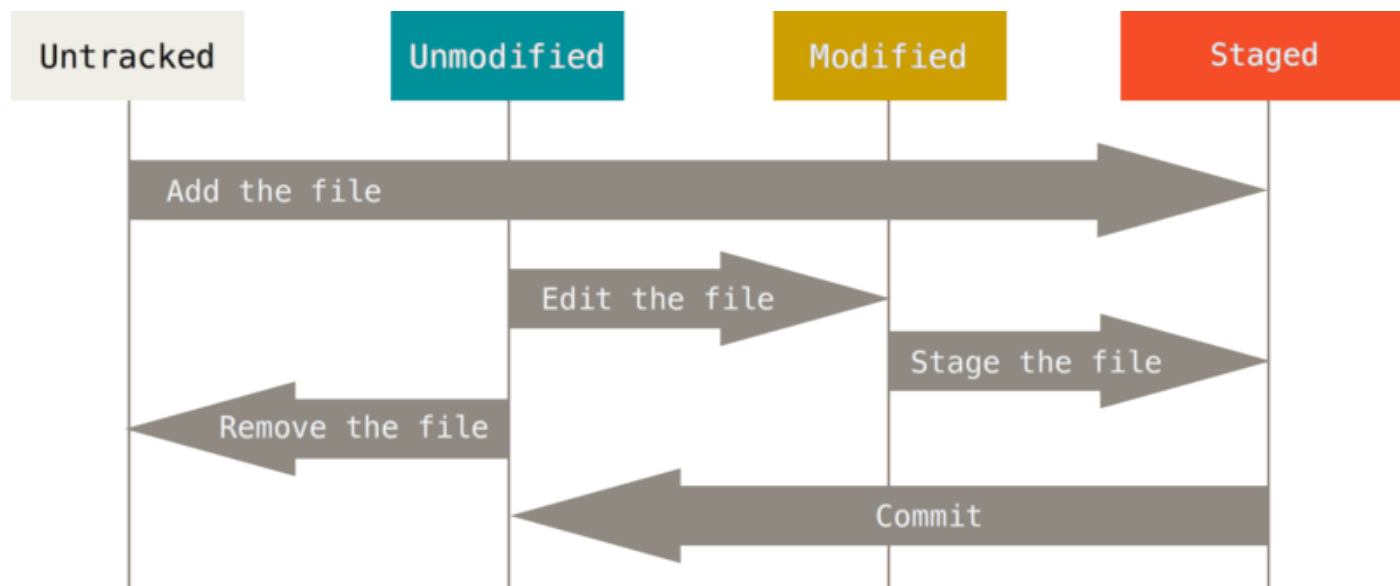 Untracked
Unmodified
Modified
Staged
Add the file
Edit the file
Stage the file
Remove the file
Commit